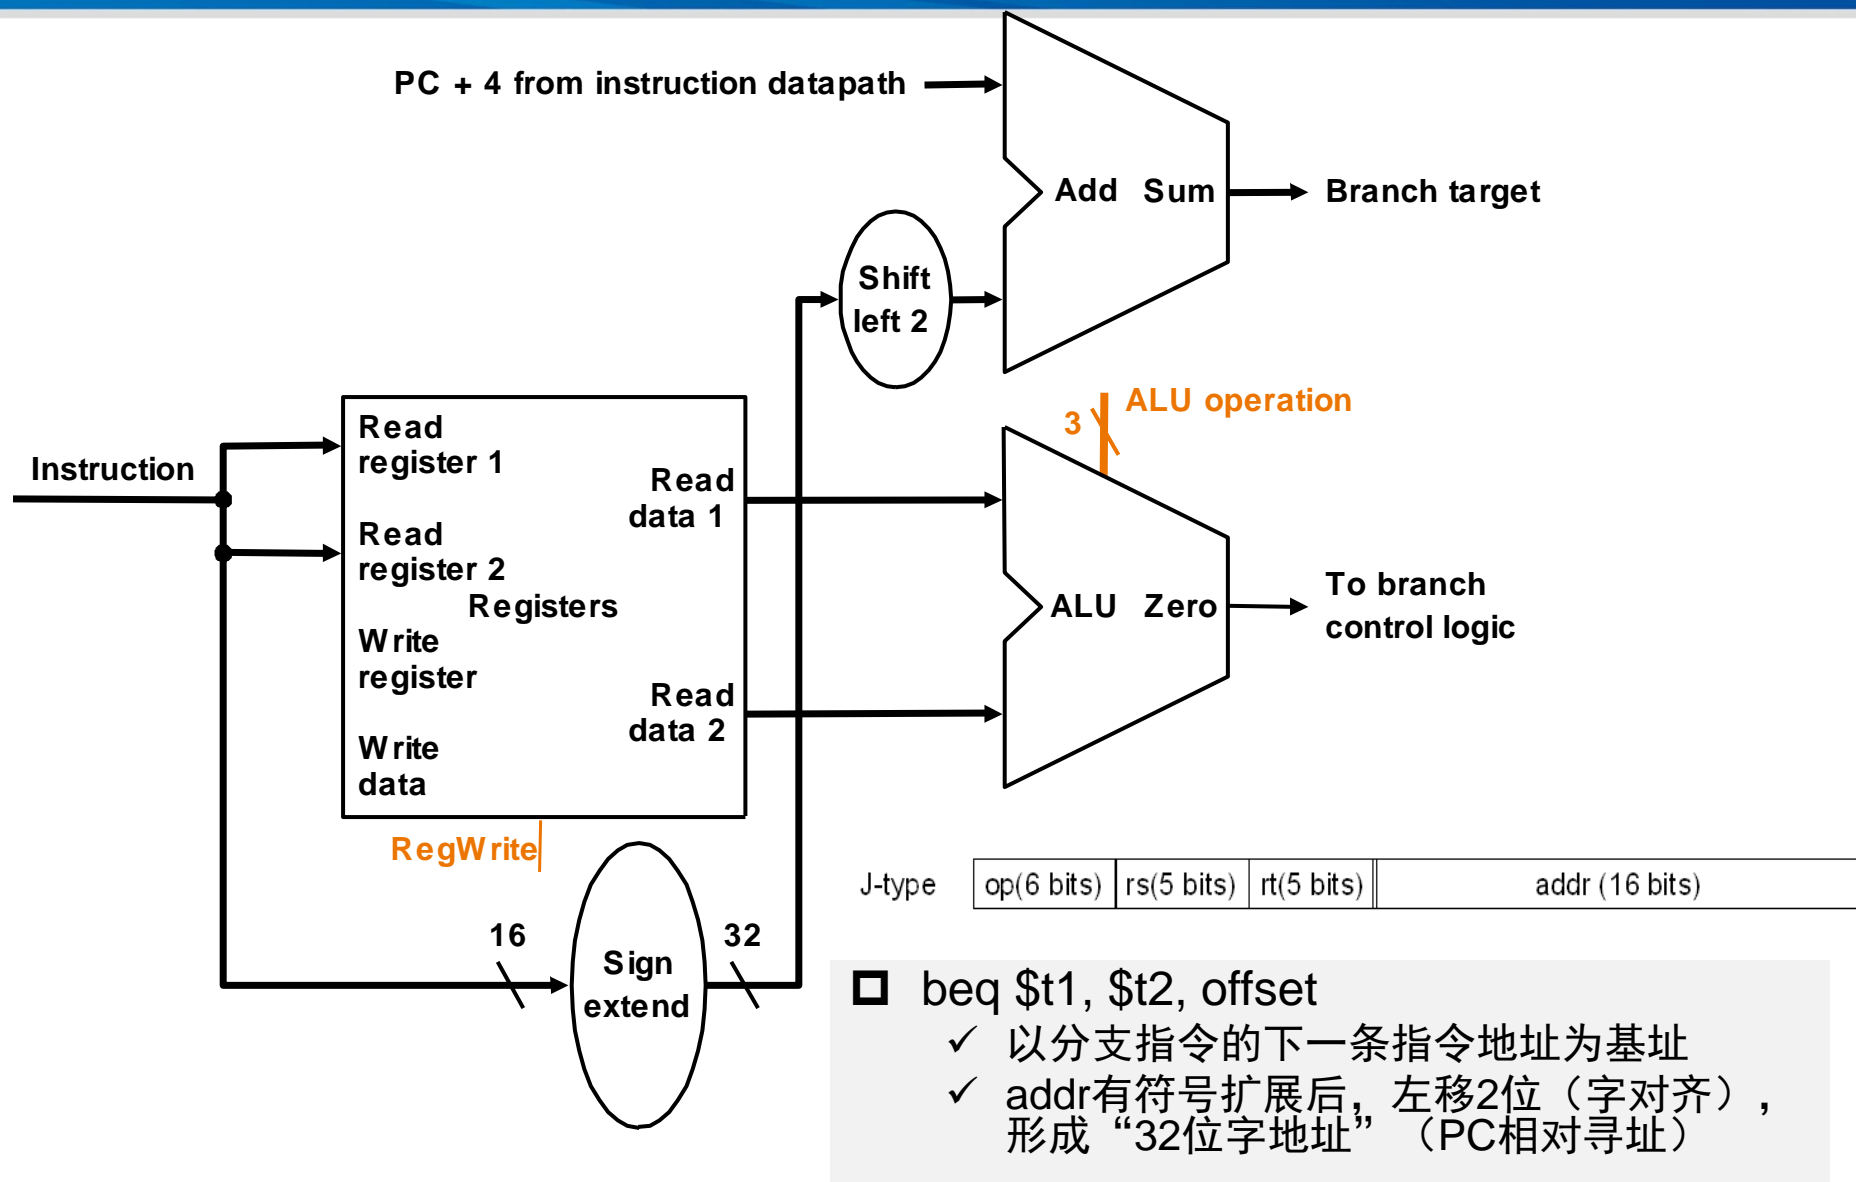 PC + 4 from instruction datapath
Add Sum
Branch target
Shift
left 2
ALU operation
3
Instruction
Read
register 1
Read
data 1
Read
register 2
Registers
Write
register
Read
data 2
Write
data
RegWrite
ALU Zero
To branch
control logic
16
Sign
extend
32
J-type op(6 bits) rs(5 bits) rt(5 bits) addr (16 bits)
beq $t1, $t2, offset
✓ 以分支指令的下一条指令地址为基址
✓ addr有符号扩展后，左移2位（字对齐），
形成“32位字地址”（PC相对寻址）